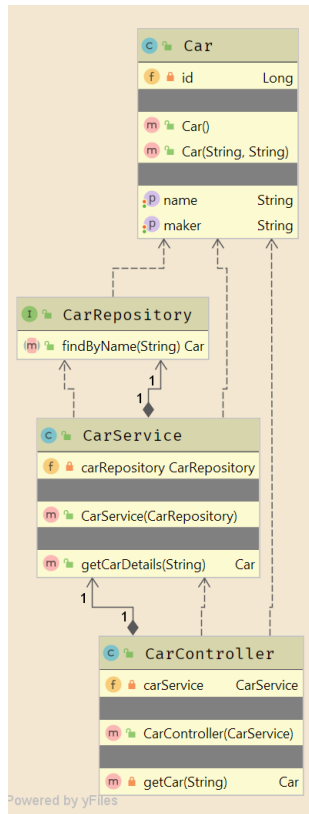 C Car
f id Long
m Car()
m Car(String, String)
p name String
p maker String
I CarRepository
m findByName(String) Car
1
1
C CarService
f carRepository CarRepository
m CarService(CarRepository)
m getCarDetails(String) Car
1
1
C CarController
f carService CarService
m CarController(CarService)
m getCar(String) Car
Powered by yFiles